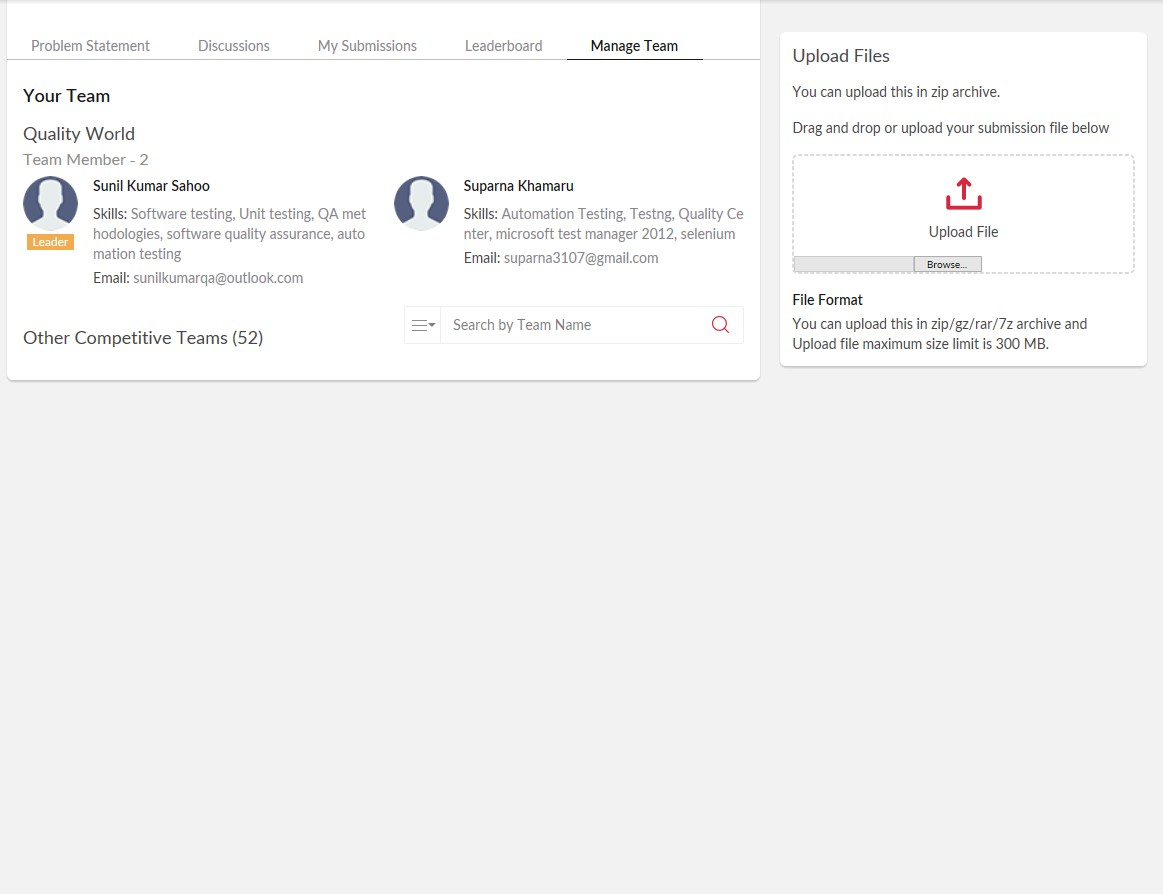 Problem Statement
Discussions
My Submissions
Leaderboard
Manage Team
Your Team
Quality World
Team Member - 2
Sunil Kumar Sahoo
Skills: Software testing, Unit testing, QA met
hodologies, software quality assurance, auto
mation testing
Email: sunilkumarqa@outlook.com
Leader
Suparna Khamaru
Skills: Automation Testing, Testng, Quality Ce
nter, microsoft test manager 2012, selenium
Email: suparna3107@gmail.com
Other Competitive Teams (52)
Search by Team Name
Upload Files
You can upload this in zip archive.
Drag and drop or upload your submission file below
Upload File
Browse...
File Format
You can upload this in zip/gz/rar/7z archive and
Upload file maximum size limit is 300 MB.